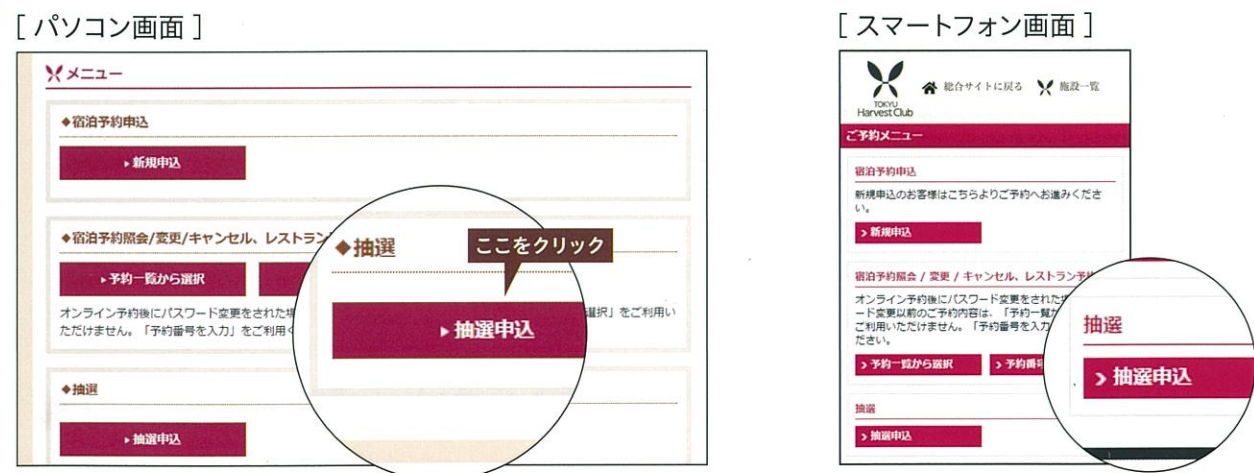 [ パソコン画面 ]
メニュー
◆宿泊予約申込
▸新規申込
◆宿泊予約照会/変更/キャンセル、レストラン
▸予約一覧から選択
オンライン予約後にパスワード変更をされた場
選択」をご利用い
ただけません。「予約番号を入力」をご利用く
◆抽選
▸抽選申込
◆抽選
ここをクリック
▸抽選申込
[ スマートフォン画面 ]
TOKYU
Harvest Club
総合サイトに戻る 施設一覧
ご予約メニュー
宿泊予約申込
新規申込のお客様はこちらよりご予約へお進みくださ
い。
> 新規申込
宿泊予約照会 / 変更 / キャンセル、レストラン予約
オンライン予約後にパスワード変更をされた場
ード変更以前のご予約内容は、「予約一覧か
ご利用いただけません。「予約番号を入力
ださい。
> 予約一覧から選択 > 予約番号
抽選
> 抽選申込
抽選
> 抽選申込